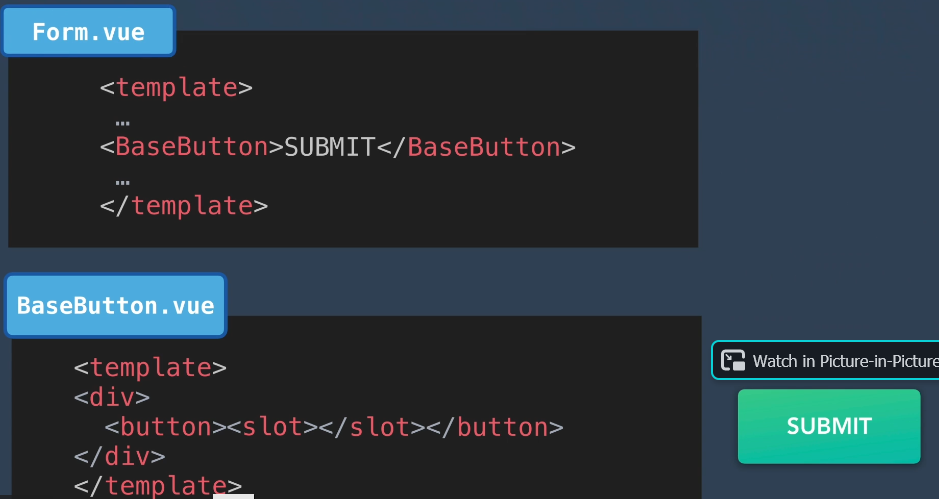 Form.vue
<template>
…
<BaseButton>SUBMIT</BaseButton>
…
</template>
BaseButton.vue
<template>
<div>
<button><slot></slot></button>
</div>
</template>
Watch in Picture-in-Picture
SUBMIT